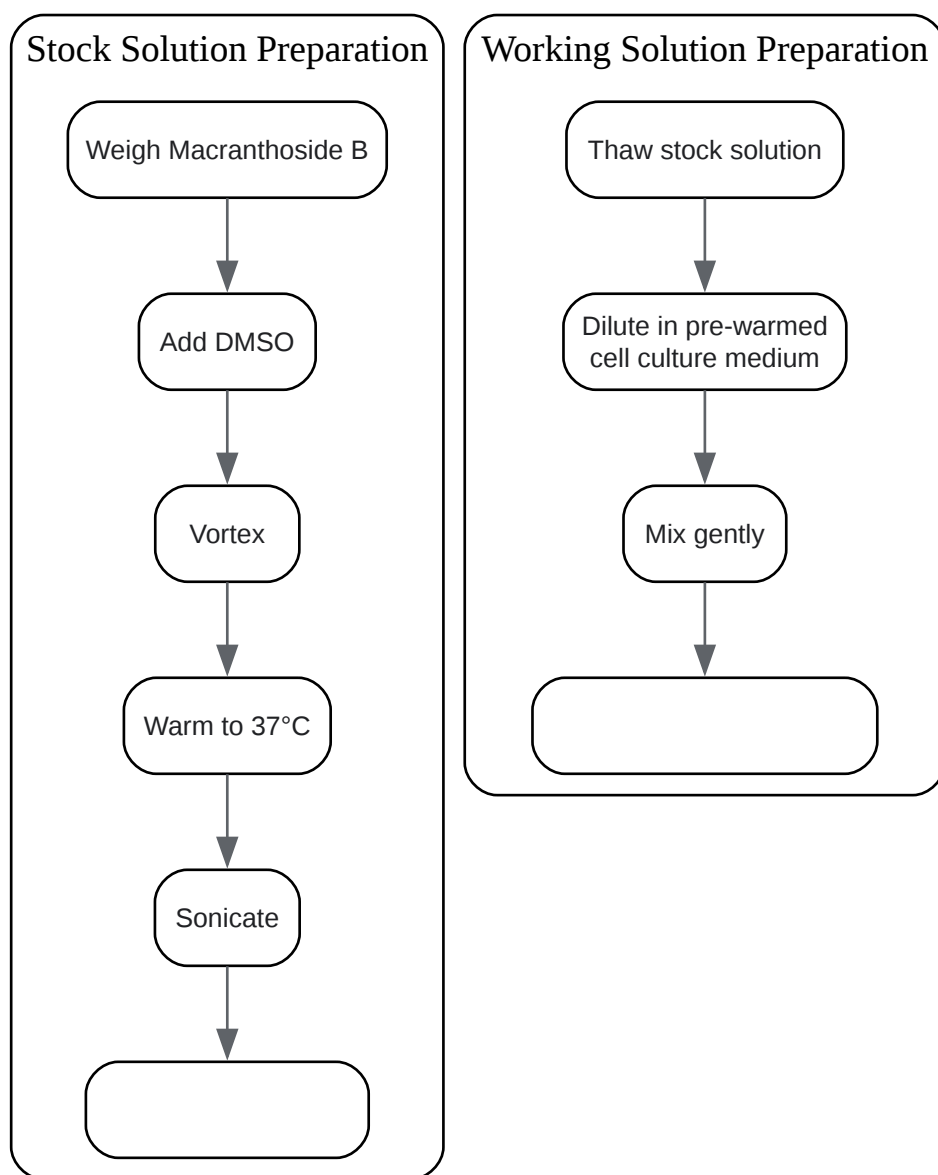 Stock Solution Preparation
Weigh Macranthoside B
Add DMSO
Vortex
Warm to 37°C
Sonicate
Working Solution Preparation
Thaw stock solution
Dilute in pre-warmed
cell culture medium
Mix gently